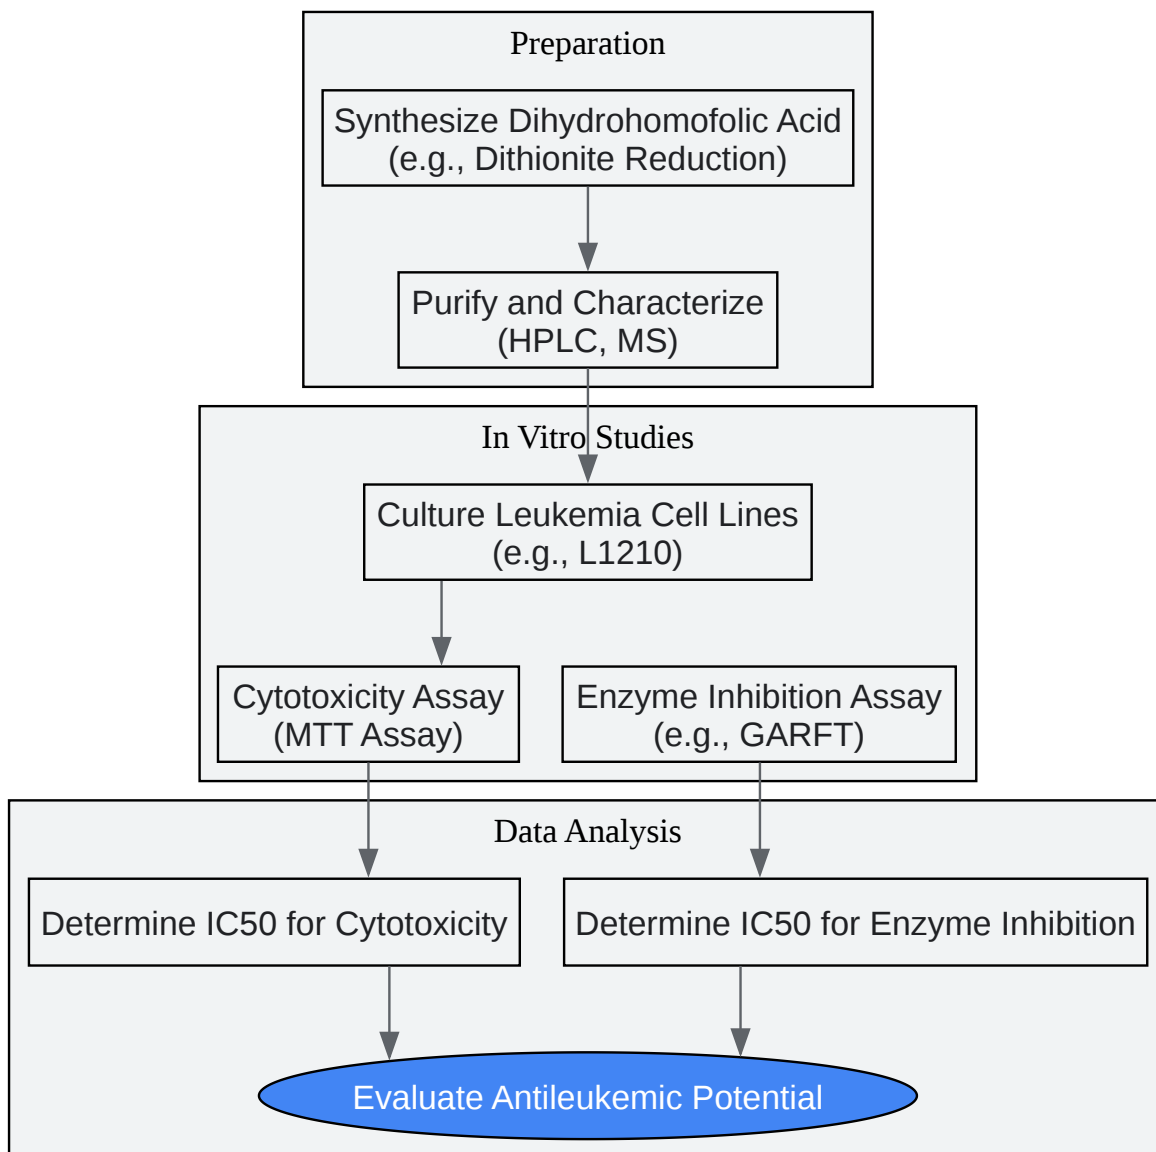 Preparation
Synthesize Dihydrohomofolic Acid
(e.g., Dithionite Reduction)
Purify and Characterize
(HPLC, MS)
In Vitro Studies
Culture Leukemia Cell Lines
(e.g., L1210)
Cytotoxicity Assay
(MTT Assay)
Enzyme Inhibition Assay
(e.g., GARFT)
Data Analysis
Determine IC50 for Cytotoxicity
Determine IC50 for Enzyme Inhibition
Evaluate Antileukemic Potential